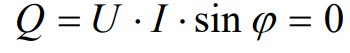 Q = U · I · sin φ = 0